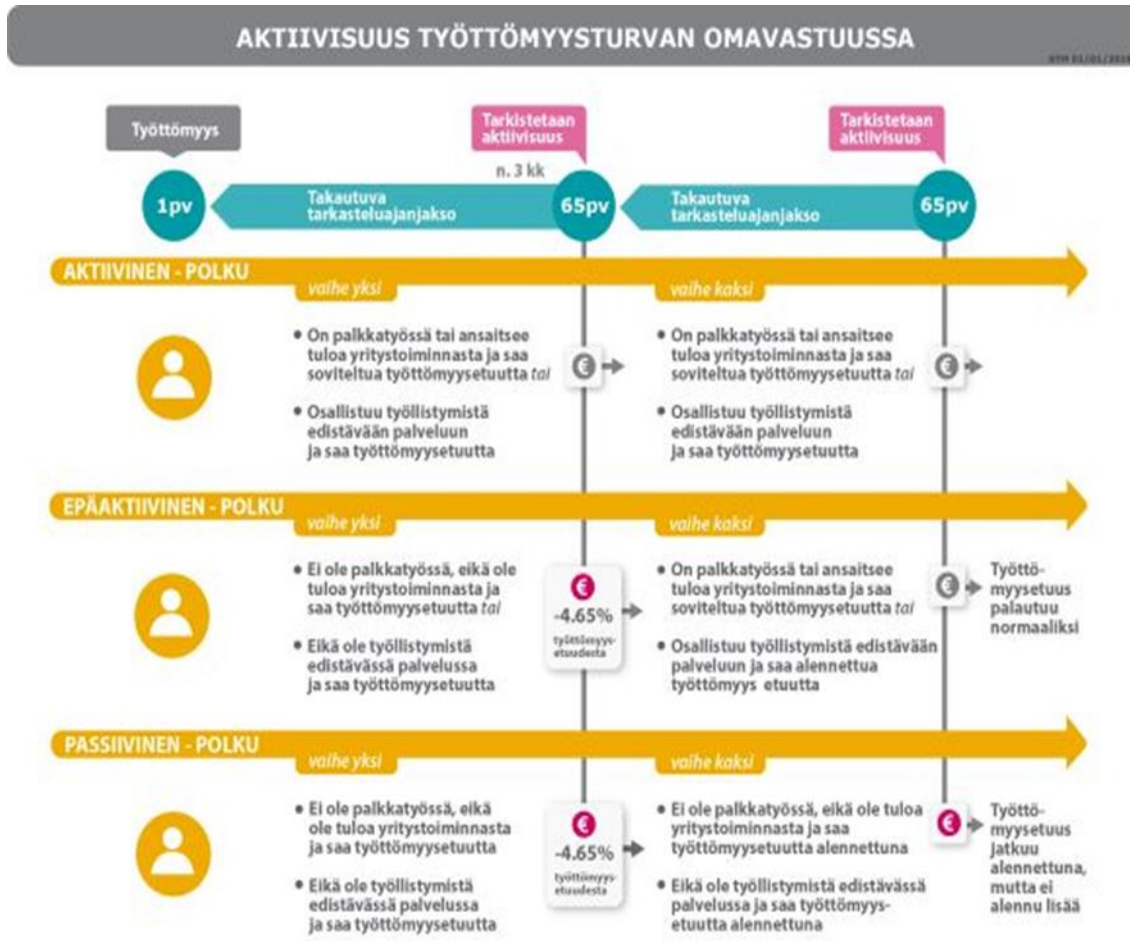 AKTIIVISUUS TYÖTTÖMYYSTURVAN OMAVASTUUSSA
Työttömyys
Tarkistetaan
aktiivisuus
Tarkistetaan
aktiivisuus
n. 3 kk
1pv
Takautuva
tarkasteluajanjakso
65pv
Takautuva
tarkasteluajanjakso
65pv
AKTIIVINEN - POLKU
vaihe yksi
vaihe kaksi
• On palkkatyössä tai ansaitsee
tuloa yritystoiminnasta ja saa
soviteltua työttömyysetuutta tai
• Osallistuu työllistymistä
edistävään palveluun
ja saa työttömyysetuutta
€
• On palkkatyössä tai ansaitsee
tuloa yritystoiminnasta ja saa
soviteltua työttömyysetuutta tai
• Osallistuu työllistymistä
edistävään palveluun
ja saa työttömyysetuutta
€
EPÄAKTIIVINEN - POLKU
vaihe yksi
vaihe kaksi
• Ei ole palkkatyössä, eikä ole
tuloa yritystoiminnasta ja
saa työttömyysetuutta tai
• Eikä ole työllistymistä
edistävässä palvelussa
ja saa työttömyysetuutta
€
-4.65%
työttömyys-
etuudesta
• On palkkatyössä tai ansaitsee
tuloa yritystoiminnasta ja saa
soviteltua työttömyysetuutta tai
• Osallistuu työllistymistä edistävään
palveluun ja saa alennettua
työttömyys etuutta
€
Työttö-
myysetuus
palautuu
normaaliksi
PASSIIVINEN - POLKU
vaihe yksi
vaihe kaksi
• Ei ole palkkatyössä, eikä
ole tuloa yritystoiminnasta
ja saa työttömyysetuutta
• Eikä ole työllistymistä
edistävässä palvelussa
ja saa työttömyysetuutta
€
-4.65%
työttömyys-
etuudesta
• Ei ole palkkatyössä, eikä ole tuloa
yritystoiminnasta ja saa
työttömyysetuutta alennettuna
• Eikä ole työllistymistä edistävässä
palvelussa ja saa työttömyys-
etuutta alennettuna
€
Työttö-
myysetuus
jatkuu
alennettuna,
mutta ei
alennu lisää